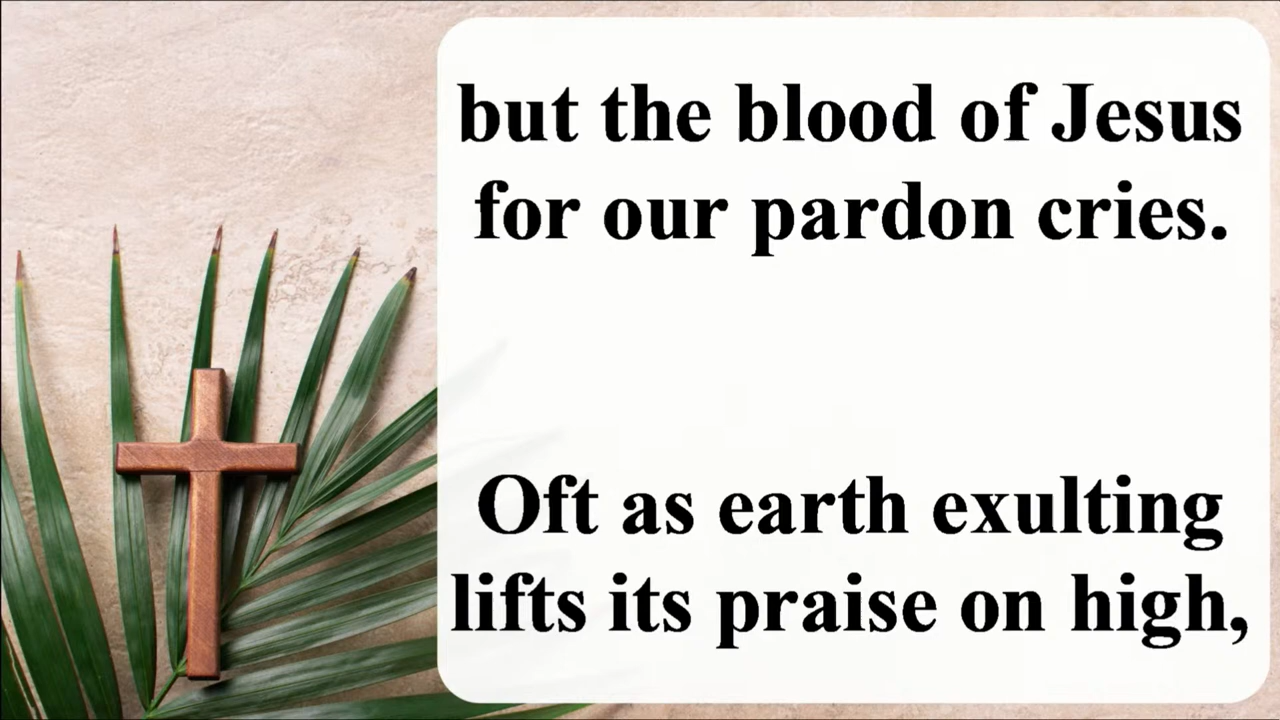 but the blood of Jesus
for our pardon cries.
Oft as earth exulting
lifts its praise on high,